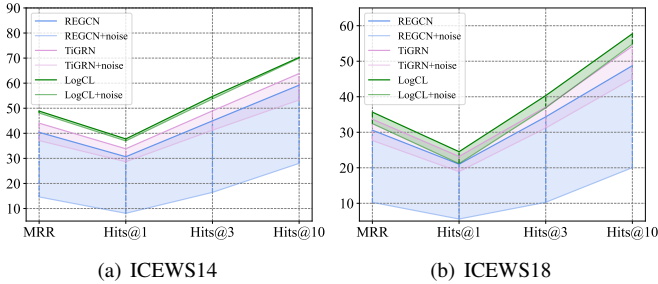 90
80
70
60
50
40
30
20
10
REGCN
REGCN+noise
TiGRN
TiGRN+noise
LogCL
LogCL+noise
MRR Hits@1 Hits@3 Hits@10
(a) ICEWS14
60
50
40
30
20
10
REGCN
REGCN+noise
TiGRN
TiGRN+noise
LogCL
LogCL+noise
MRR Hits@1 Hits@3 Hits@10
(b) ICEWS18